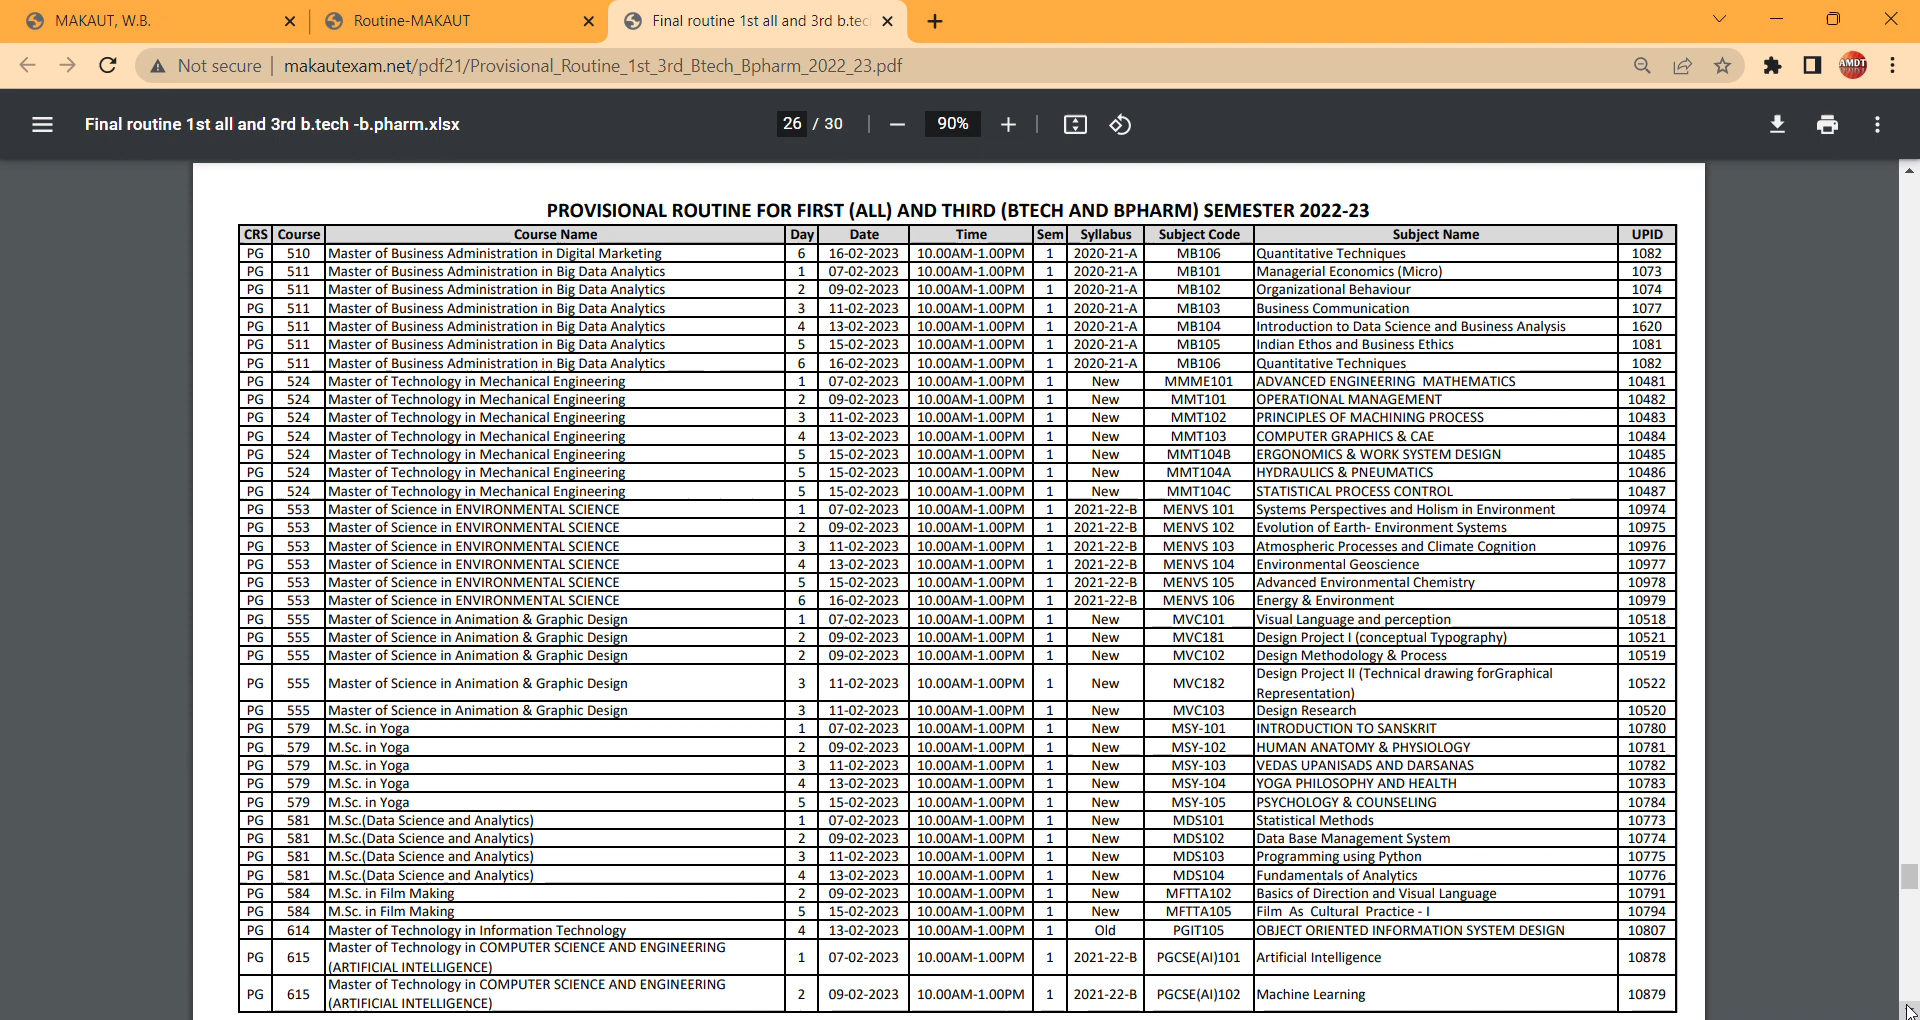 MAKAUT, W.B.
Routine-MAKAUT
Final routine 1st all and 3rd b.tec
Not secure | makautexam.net/pdf21/Provisional_Routine_1st_3rd_Btech_Bpharm_2022_23.pdf
AMDT
Final routine 1st all and 3rd b.tech -b.pharm.xlsx
26 / 30
90%
PROVISIONAL ROUTINE FOR FIRST (ALL) AND THIRD (BTECH AND BPHARM) SEMESTER 2022-23
CRS Course Course Name Day Date Time Sem Syllabus Subject Code Subject Name UPID
PG 510 Master of Business Administration in Digital Marketing 6 16-02-2023 10.00AM-1.00PM 1 2020-21-A MB106 Quantitative Techniques 1082
PG 511 Master of Business Administration in Big Data Analytics 1 07-02-2023 10.00AM-1.00PM 1 2020-21-A MB101 Managerial Economics (Micro) 1073
PG 511 Master of Business Administration in Big Data Analytics 2 09-02-2023 10.00AM-1.00PM 1 2020-21-A MB102 Organizational Behaviour 1074
PG 511 Master of Business Administration in Big Data Analytics 3 11-02-2023 10.00AM-1.00PM 1 2020-21-A MB103 Business Communication 1077
PG 511 Master of Business Administration in Big Data Analytics 4 13-02-2023 10.00AM-1.00PM 1 2020-21-A MB104 Introduction to Data Science and Business Analysis 1620
PG 511 Master of Business Administration in Big Data Analytics 5 15-02-2023 10.00AM-1.00PM 1 2020-21-A MB105 Indian Ethos and Business Ethics 1081
PG 511 Master of Business Administration in Big Data Analytics 6 16-02-2023 10.00AM-1.00PM 1 2020-21-A MB106 Quantitative Techniques 1082
PG 524 Master of Technology in Mechanical Engineering 1 07-02-2023 10.00AM-1.00PM 1 New MMME101 ADVANCED ENGINEERING MATHEMATICS 10481
PG 524 Master of Technology in Mechanical Engineering 2 09-02-2023 10.00AM-1.00PM 1 New MMT101 OPERATIONAL MANAGEMENT 10482
PG 524 Master of Technology in Mechanical Engineering 3 11-02-2023 10.00AM-1.00PM 1 New MMT102 PRINCIPLES OF MACHINING PROCESS 10483
PG 524 Master of Technology in Mechanical Engineering 4 13-02-2023 10.00AM-1.00PM 1 New MMT103 COMPUTER GRAPHICS & CAE 10484
PG 524 Master of Technology in Mechanical Engineering 5 15-02-2023 10.00AM-1.00PM 1 New MMT104B ERGONOMICS & WORK SYSTEM DESIGN 10485
PG 524 Master of Technology in Mechanical Engineering 5 15-02-2023 10.00AM-1.00PM 1 New MMT104A HYDRAULICS & PNEUMATICS 10486
PG 524 Master of Technology in Mechanical Engineering 5 15-02-2023 10.00AM-1.00PM 1 New MMT104C STATISTICAL PROCESS CONTROL 10487
PG 553 Master of Science in ENVIRONMENTAL SCIENCE 1 07-02-2023 10.00AM-1.00PM 1 2021-22-B MENVS 101 Systems Perspectives and Holism in Environment 10974
PG 553 Master of Science in ENVIRONMENTAL SCIENCE 2 09-02-2023 10.00AM-1.00PM 1 2021-22-B MENVS 102 Evolution of Earth- Environment Systems 10975
PG 553 Master of Science in ENVIRONMENTAL SCIENCE 3 11-02-2023 10.00AM-1.00PM 1 2021-22-B MENVS 103 Atmospheric Processes and Climate Cognition 10976
PG 553 Master of Science in ENVIRONMENTAL SCIENCE 4 13-02-2023 10.00AM-1.00PM 1 2021-22-B MENVS 104 Environmental Geoscience 10977
PG 553 Master of Science in ENVIRONMENTAL SCIENCE 5 15-02-2023 10.00AM-1.00PM 1 2021-22-B MENVS 105 Advanced Environmental Chemistry 10978
PG 553 Master of Science in ENVIRONMENTAL SCIENCE 6 16-02-2023 10.00AM-1.00PM 1 2021-22-B MENVS 106 Energy & Environment 10979
PG 555 Master of Science in Animation & Graphic Design 1 07-02-2023 10.00AM-1.00PM 1 New MVC101 Visual Language and perception 10518
PG 555 Master of Science in Animation & Graphic Design 2 09-02-2023 10.00AM-1.00PM 1 New MVC181 Design Project I (conceptual Typography) 10521
PG 555 Master of Science in Animation & Graphic Design 2 09-02-2023 10.00AM-1.00PM 1 New MVC102 Design Methodology & Process 10519
PG 555 Master of Science in Animation & Graphic Design 3 11-02-2023 10.00AM-1.00PM 1 New MVC182 Design Project II (Technical drawing forGraphical
Representation) 10522
PG 555 Master of Science in Animation & Graphic Design 3 11-02-2023 10.00AM-1.00PM 1 New MVC103 Design Research 10520
PG 579 M.Sc. in Yoga 1 07-02-2023 10.00AM-1.00PM 1 New MSY-101 INTRODUCTION TO SANSKRIT 10780
PG 579 M.Sc. in Yoga 2 09-02-2023 10.00AM-1.00PM 1 New MSY-102 HUMAN ANATOMY & PHYSIOLOGY 10781
PG 579 M.Sc. in Yoga 3 11-02-2023 10.00AM-1.00PM 1 New MSY-103 VEDAS UPANISADS AND DARSANAS 10782
PG 579 M.Sc. in Yoga 4 13-02-2023 10.00AM-1.00PM 1 New MSY-104 YOGA PHILOSOPHY AND HEALTH 10783
PG 579 M.Sc. in Yoga 5 15-02-2023 10.00AM-1.00PM 1 New MSY-105 PSYCHOLOGY & COUNSELING 10784
PG 581 M.Sc.(Data Science and Analytics) 1 07-02-2023 10.00AM-1.00PM 1 New MDS101 Statistical Methods 10773
PG 581 M.Sc.(Data Science and Analytics) 2 09-02-2023 10.00AM-1.00PM 1 New MDS102 Data Base Management System 10774
PG 581 M.Sc.(Data Science and Analytics) 3 11-02-2023 10.00AM-1.00PM 1 New MDS103 Programming using Python 10775
PG 581 M.Sc.(Data Science and Analytics) 4 13-02-2023 10.00AM-1.00PM 1 New MDS104 Fundamentals of Analytics 10776
PG 584 M.Sc. in Film Making 2 09-02-2023 10.00AM-1.00PM 1 New MFTTA102 Basics of Direction and Visual Language 10791
PG 584 M.Sc. in Film Making 5 15-02-2023 10.00AM-1.00PM 1 New MFTTA105 Film As Cultural Practice - I 10794
PG 614 Master of Technology in Information Technology 4 13-02-2023 10.00AM-1.00PM 1 Old PGIT105 OBJECT ORIENTED INFORMATION SYSTEM DESIGN 10807
PG 615 Master of Technology in COMPUTER SCIENCE AND ENGINEERING
(ARTIFICIAL INTELLIGENCE) 1 07-02-2023 10.00AM-1.00PM 1 2021-22-B PGCSE(AI)101 Artificial Intelligence 10878
PG 615 Master of Technology in COMPUTER SCIENCE AND ENGINEERING
(ARTIFICIAL INTELLIGENCE) 2 09-02-2023 10.00AM-1.00PM 1 2021-22-B PGCSE(AI)102 Machine Learning 10879